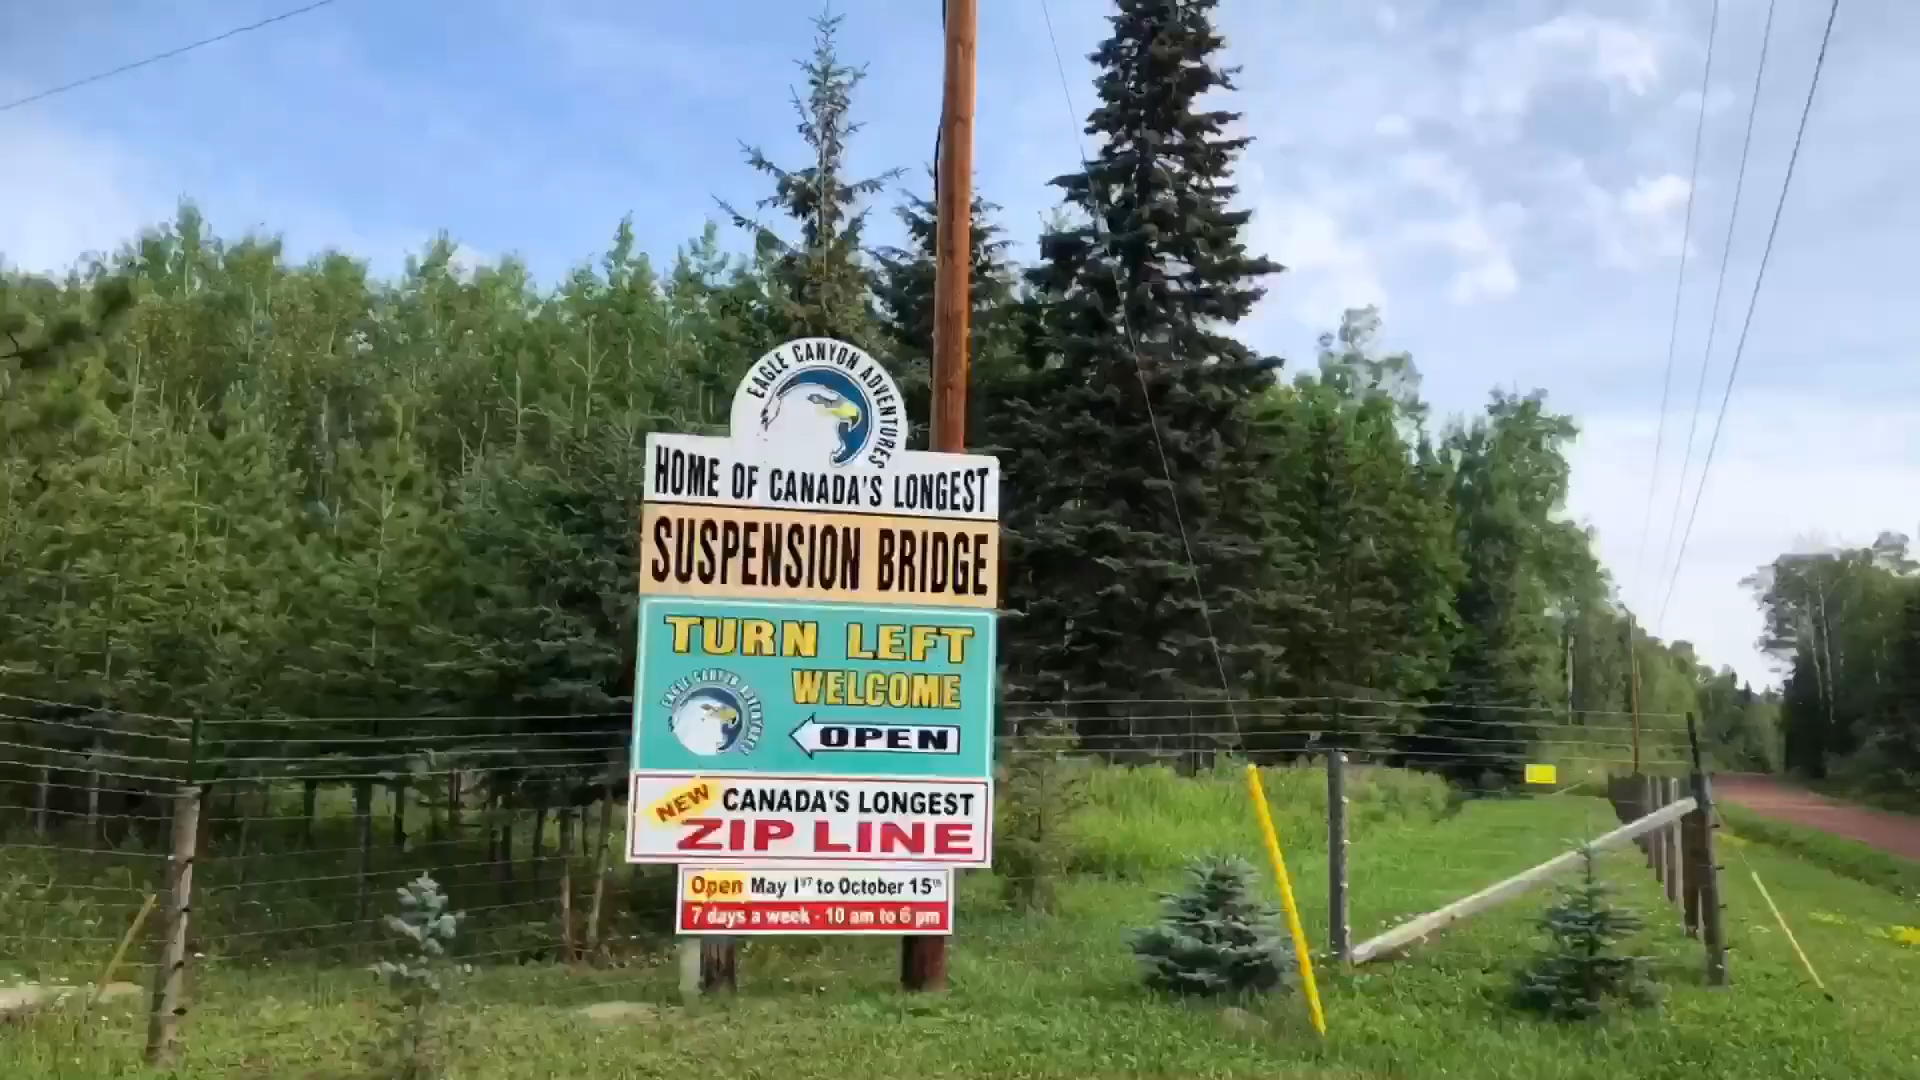 EAGLE CANYON ADVENTURES
HOME OF CANADA'S LONGEST
SUSPENSION BRIDGE
TURN LEFT
WELCOME
EAGLE CANYON ADVENTURES
OPEN
NEW CANADA'S LONGEST
ZIP LINE
Open May 1ST to October 15th
7 days a week - 10 am to 6 pm